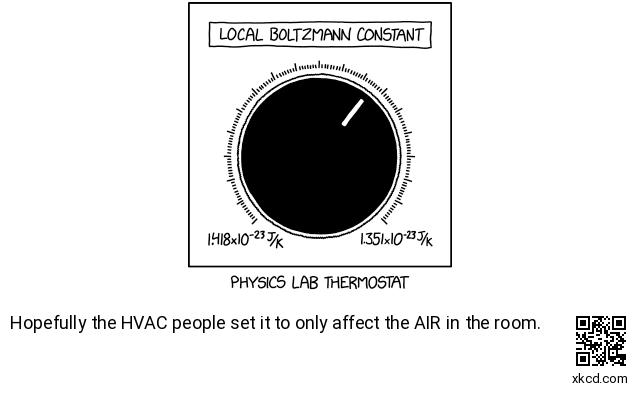 LOCAL BOLTZMANN CONSTANT
1.418×10⁻²³ J/K 1.351×10⁻²³ J/K
PHYSICS LAB THERMOSTAT
Hopefully the HVAC people set it to only affect the AIR in the room.
xkcd.com